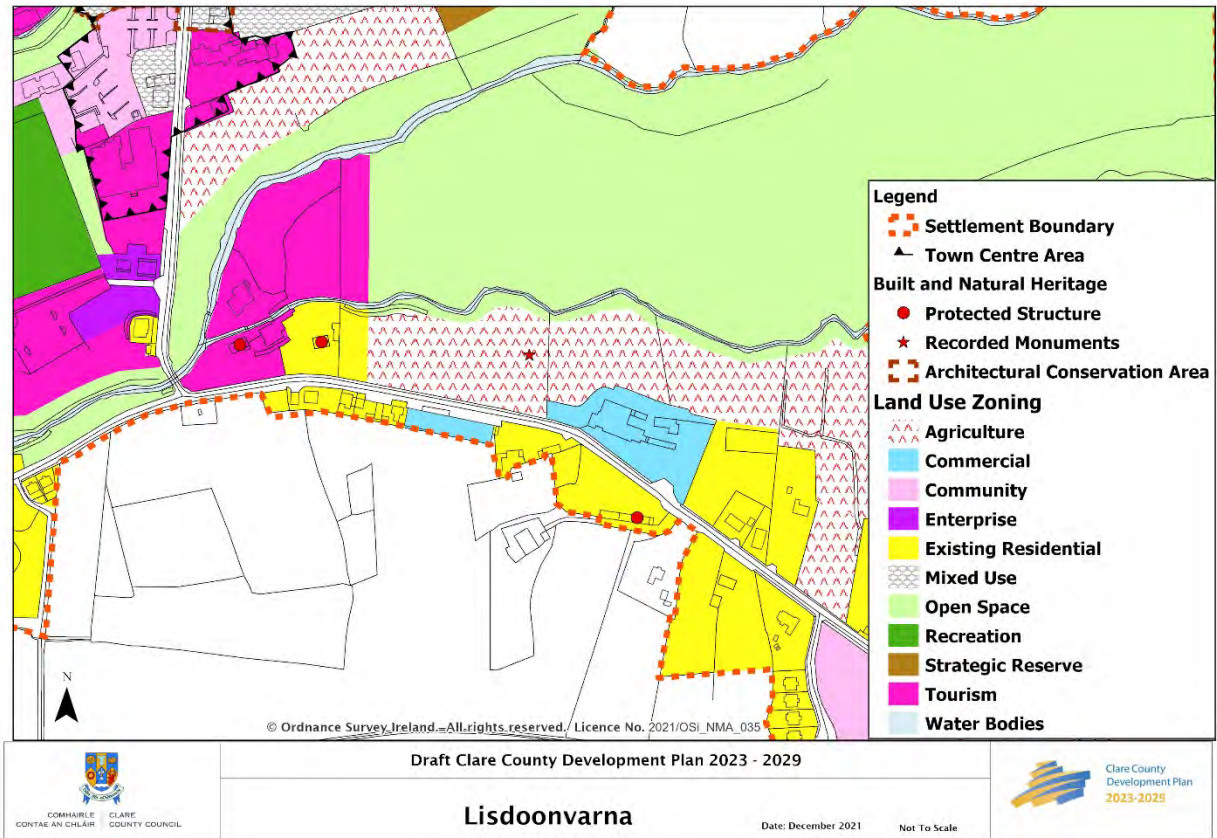 Legend
Settlement Boundary
Town Centre Area
Built and Natural Heritage
Protected Structure
Recorded Monuments
Architectural Conservation Area
Land Use Zoning
Agriculture
Commercial
Community
Enterprise
Existing Residential
Mixed Use
Open Space
Recreation
Strategic Reserve
Tourism
Water Bodies
N
© Ordnance Survey Ireland. All rights reserved. Licence No. 2021/OSi_NMA_035
Draft Clare County Development Plan 2023 - 2029
COMHAIRLE CLARE
CONTAE AN CHLÁIR COUNTY COUNCIL
Lisdoonvarna
Date: December 2021
Not To Scale
Clare County
Development Plan
2023-2029